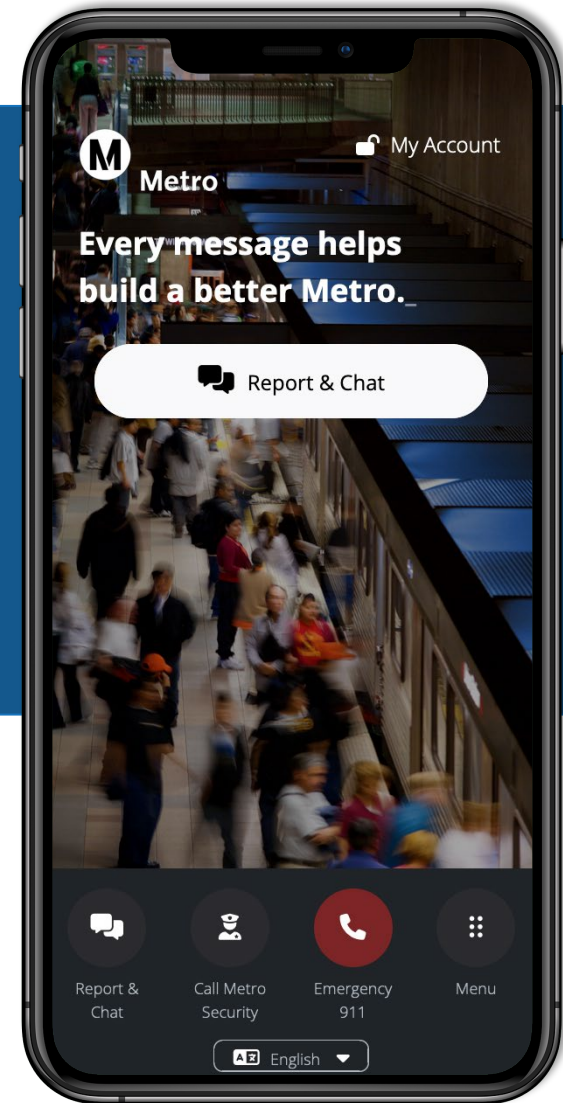 M
Metro
My Account
Every message helps
build a better Metro._
Report & Chat
Report &
Chat
Call Metro
Security
Emergency
911
Menu
English